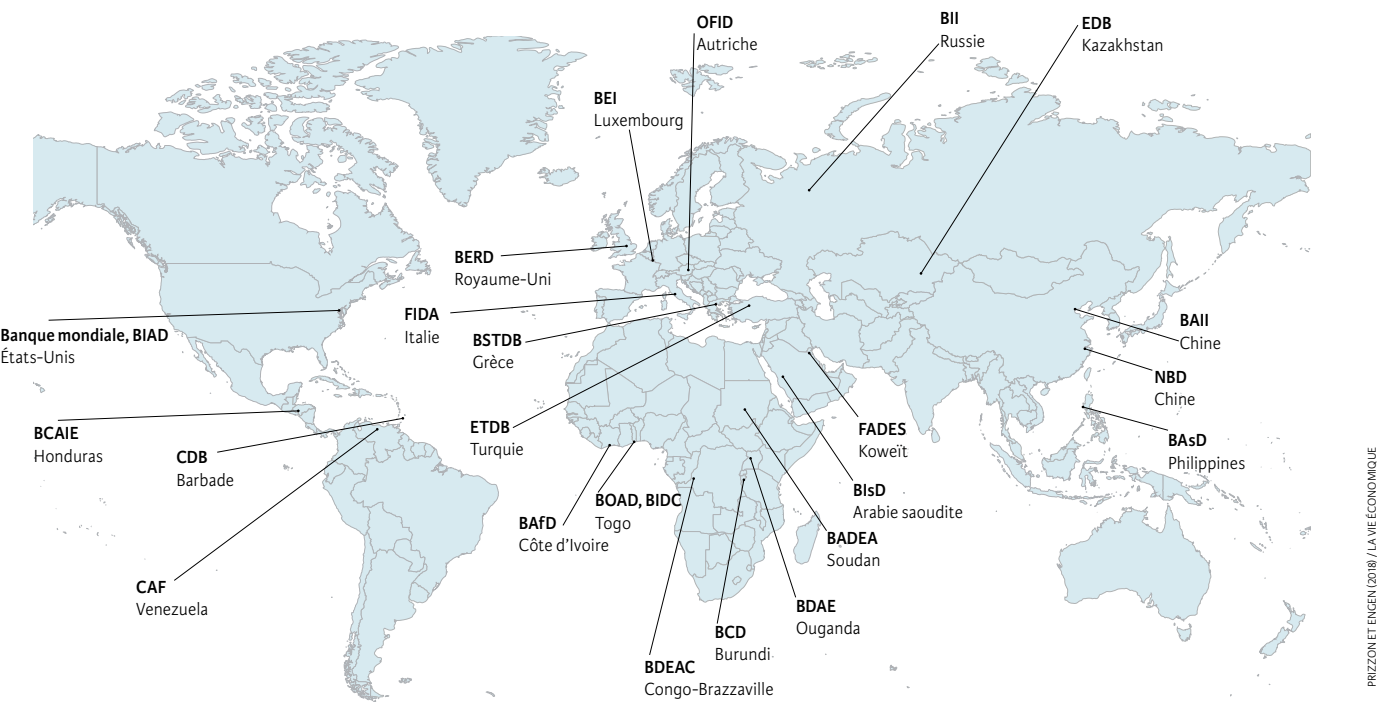 OFID
Autriche
BII
Russie
EDB
Kazakhstan
BEI
Luxembourg
BERD
Royaume-Uni
FIDA
Italie
BSTDB
Grèce
ETDB
Turquie
Banque mondiale, BIAD
États-Unis
BCAIE
Honduras
CDB
Barbade
CAF
Venezuela
BAfD
Côte d’Ivoire
BOAD, BIDC
Togo
BDEAC
Congo-Brazzaville
BCD
Burundi
BDAE
Ouganda
BADEA
Soudan
BIsD
Arabie saoudite
FADES
Koweït
BAII
Chine
NBD
Chine
BAsD
Philippines
PRIZZON ET ENGEN (2018) / LA VIE ÉCONOMIQUE